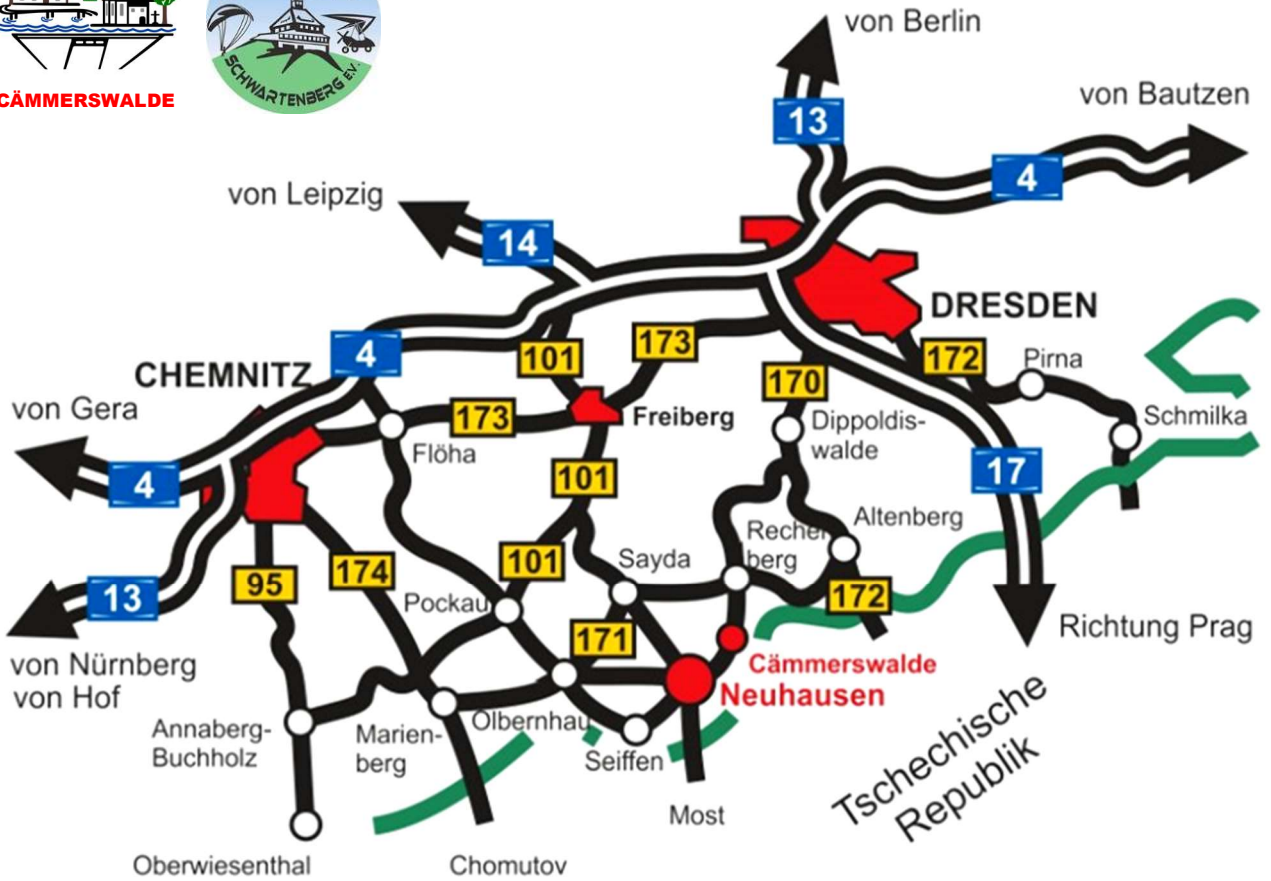 CÄMMERSWALDE
SCHWARTENBERG E.V.
von Berlin
13
von Bautzen
4
von Leipzig
14
DRESDEN
4
101
173
170
172
Pirna
CHEMNITZ
von Gera
173
Freiberg
Dippoldis-
walde
Schmilka
Flöha
4
101
17
Altenberg
Rechen
berg
Sayda
101
174
95
13
Pockau
172
171
Richtung Prag
von Nürnberg
von Hof
Cämmerswalde
Neuhausen
Annaberg-
Buchholz
Marien-
berg
Olbernhau
Seiffen
Tschechische
Republik
Most
Oberwiesenthal
Chomutov